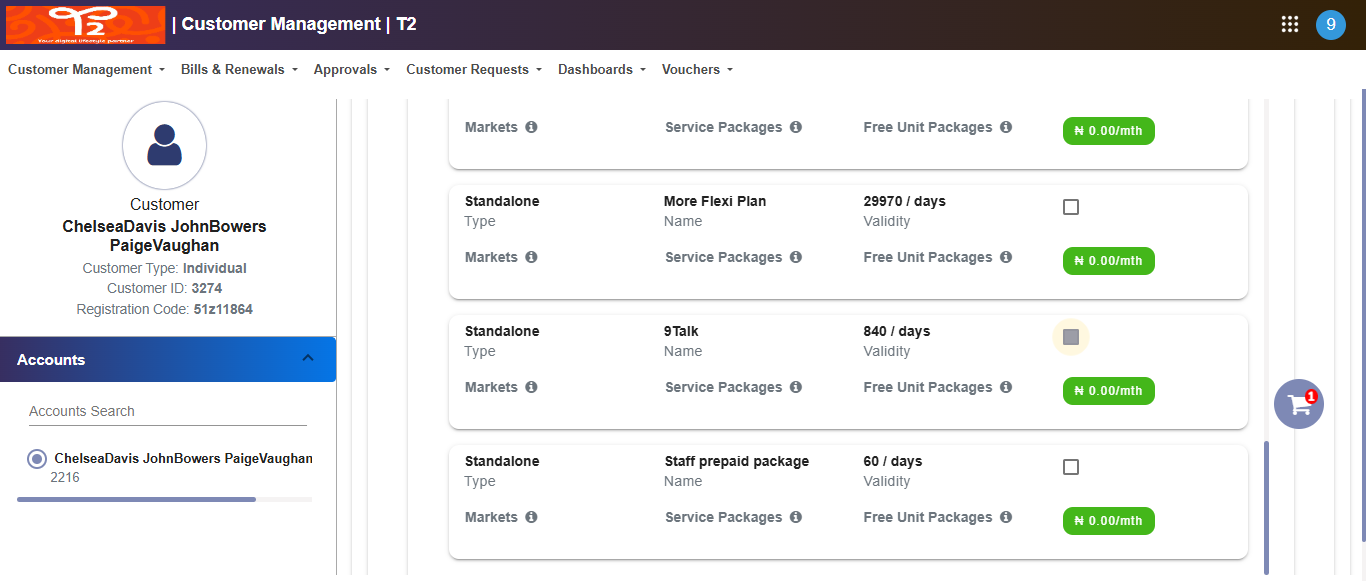 T2
Your digital lifestyle partner
| Customer Management | T2
9
Customer Management
Bills & Renewals
Approvals
Customer Requests
Dashboards
Vouchers
Customer
ChelseaDavis JohnBowers
PaigeVaughan
Customer Type: Individual
Customer ID: 3274
Registration Code: 51z11864
Accounts
Accounts Search
ChelseaDavis JohnBowers PaigeVaughan
2216
Markets
Service Packages
Free Unit Packages
₦ 0.00/mth
Standalone
More Flexi Plan
29970 / days
Type
Name
Validity
Markets
Service Packages
Free Unit Packages
₦ 0.00/mth
Standalone
9Talk
840 / days
Type
Name
Validity
Markets
Service Packages
Free Unit Packages
₦ 0.00/mth
Standalone
Staff prepaid package
60 / days
Type
Name
Validity
Markets
Service Packages
Free Unit Packages
₦ 0.00/mth
1